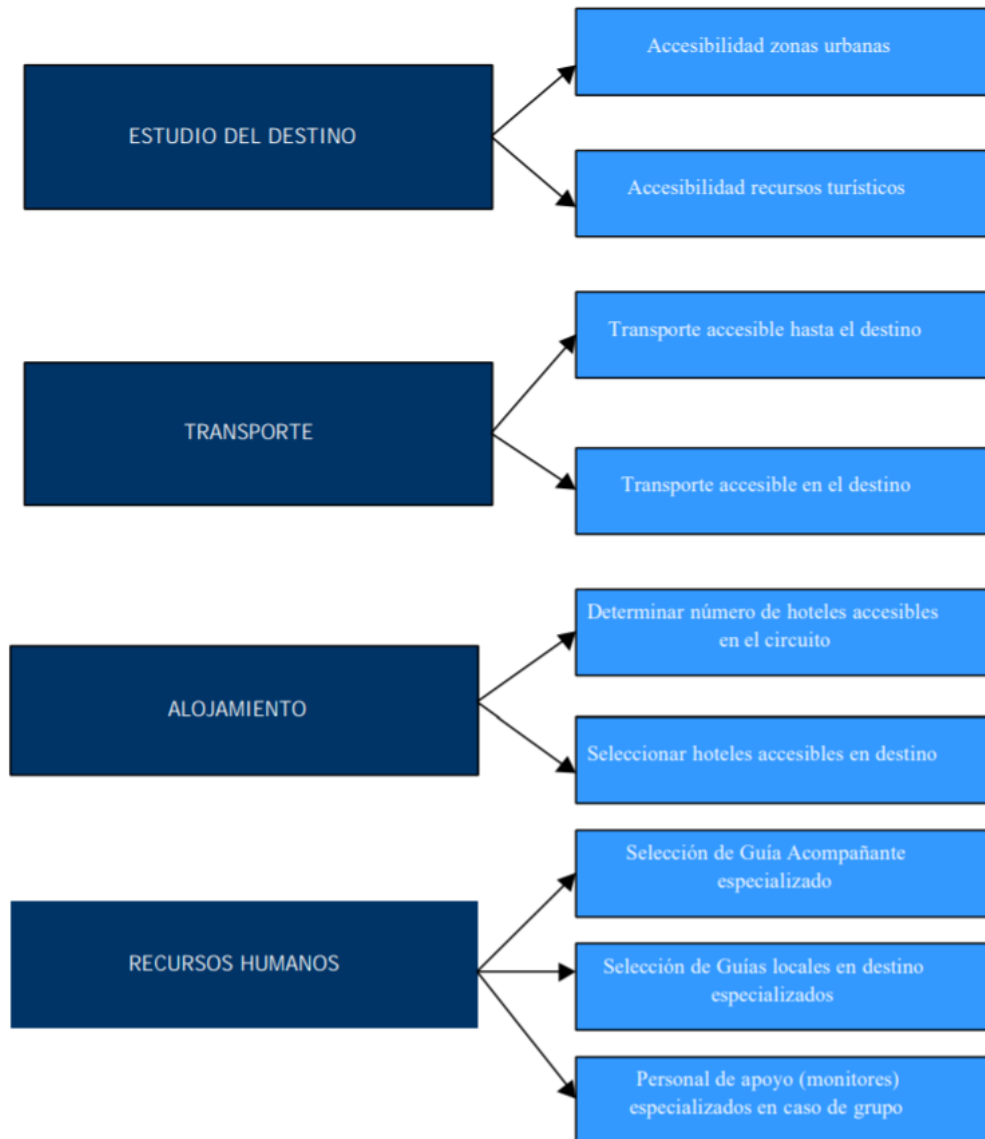 ESTUDIO DEL DESTINO
Accesibilidad zonas urbanas
Accesibilidad recursos turísticos
TRANSPORTE
Transporte accesible hasta el destino
Transporte accesible en el destino
ALOJAMIENTO
Determinar número de hoteles accesibles
en el circuito
Seleccionar hoteles accesibles en destino
RECURSOS HUMANOS
Selección de Guía Acompañante
especializado
Selección de Guías locales en destino
especializados
Personal de apoyo (monitores)
especializados en caso de grupo